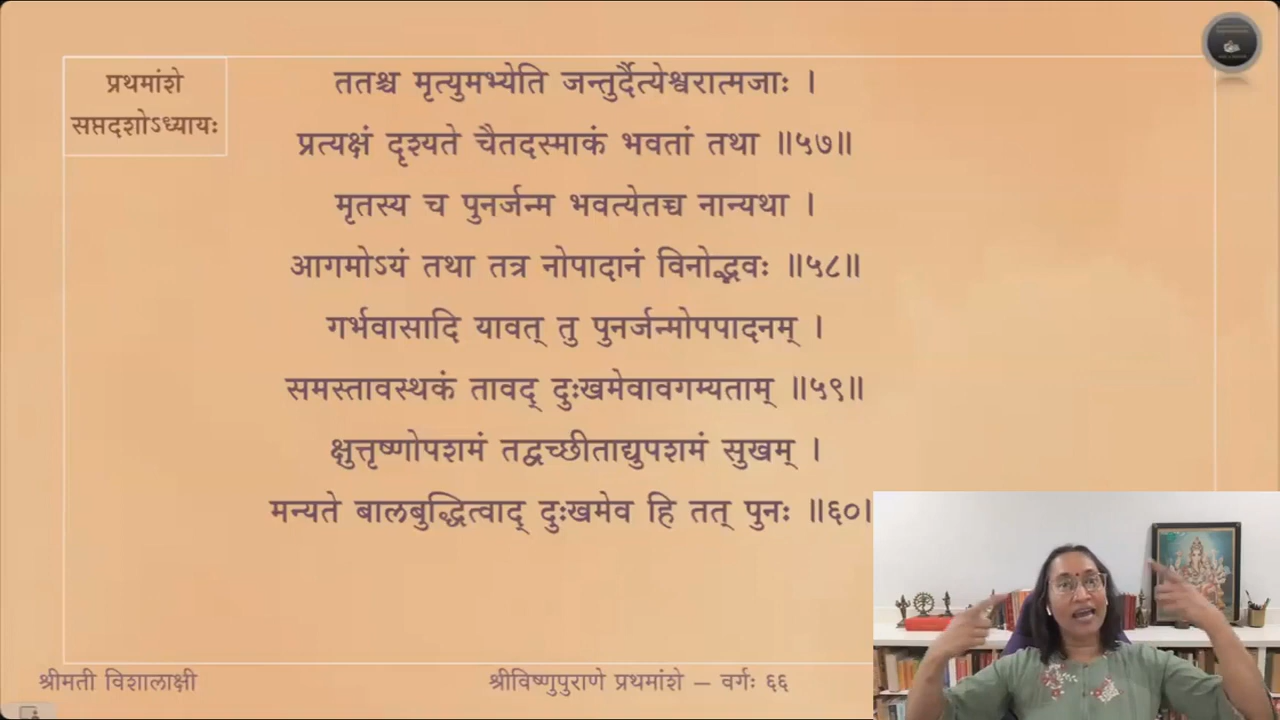 प्रथमांशे
सप्तदशोऽध्यायः
ततश्च मृत्युमभ्येति जन्तुर्दैत्येश्वरात्मजाः ।
प्रत्यक्षं दृश्यते चैतदस्माकं भवतां तथा ॥५७॥
मृतस्य च पुनर्जन्म भवत्येतच्च नान्यथा ।
आगमोऽयं तथा तत्र नोपादानं विनोद्भवः ॥५८॥
गर्भवासादि यावत् तु पुनर्जन्मोपपादनम् ।
समस्तावस्थकं तावद् दुःखमेवावगम्यताम् ॥५९॥
क्षुत्तृष्णोपशमं तद्वच्छीताद्युपशमं सुखम् ।
मन्यते बालबुद्धित्वाद् दुःखमेव हि तत् पुनः ॥६०॥
श्रीमती विशालाक्षी
श्रीविष्णुपुराणे प्रथमांशे – वर्गः ६६